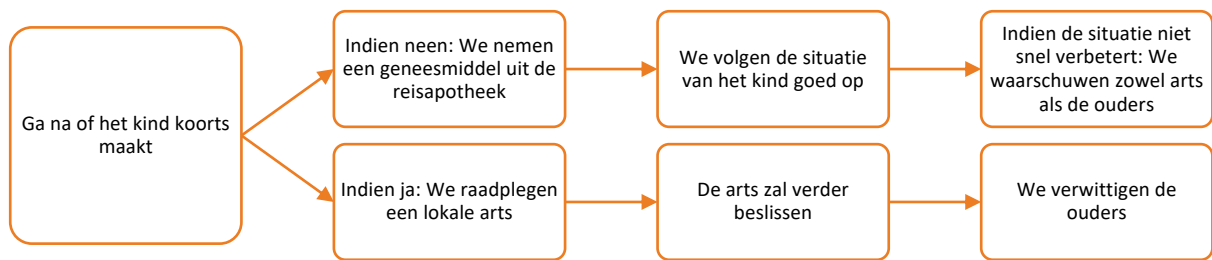 Ga na of het kind koorts
maakt
Indien neen: We nemen
een geneesmiddel uit de
reisapotheek
We volgen de situatie
van het kind goed op
Indien de situatie niet
snel verbetert: We
waarschuwen zowel arts
als de ouders
Indien ja: We raadplegen
een lokale arts
De arts zal verder
beslissen
We verwittigen de
ouders